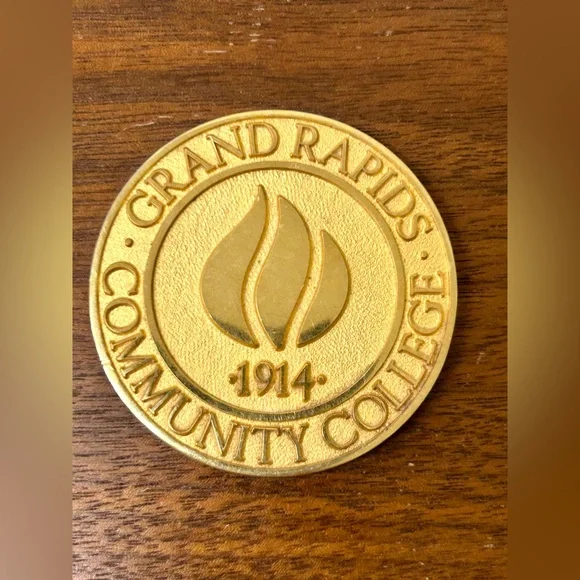 · GRAND RAPIDS ·
COMMUNITY COLLEGE
·1914·